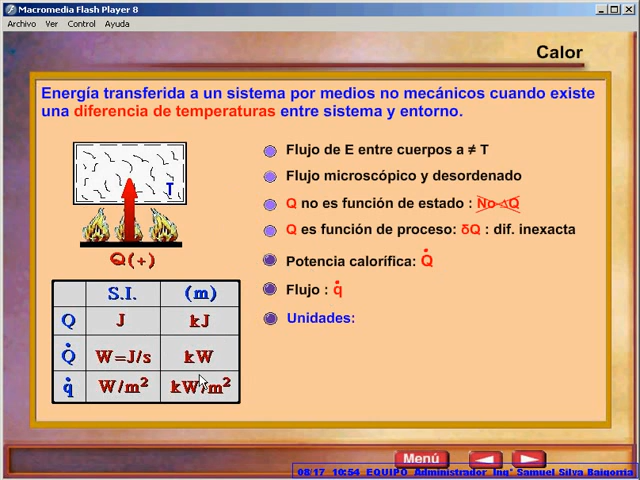 Macromedia Flash Player 8
Archivo Ver Control Ayuda
Calor
Energía transferida a un sistema por medios no mecánicos cuando existe
una diferencia de temperaturas entre sistema y entorno.
T
Q(+)
Flujo de E entre cuerpos a ≠ T
Flujo microscópico y desordenado
Q no es función de estado : No ΔQ
Q es función de proceso: δQ : dif. inexacta
Potencia calorífica: Q̇
Flujo : q̇
Unidades:
S.I. (m)
Q J kJ
Q̇ W=J/s kW
q̇ W/m² kW/m²
Menú
08/17 10:54 EQUIPO Administrador Ing° Samuel Silva Baigorria